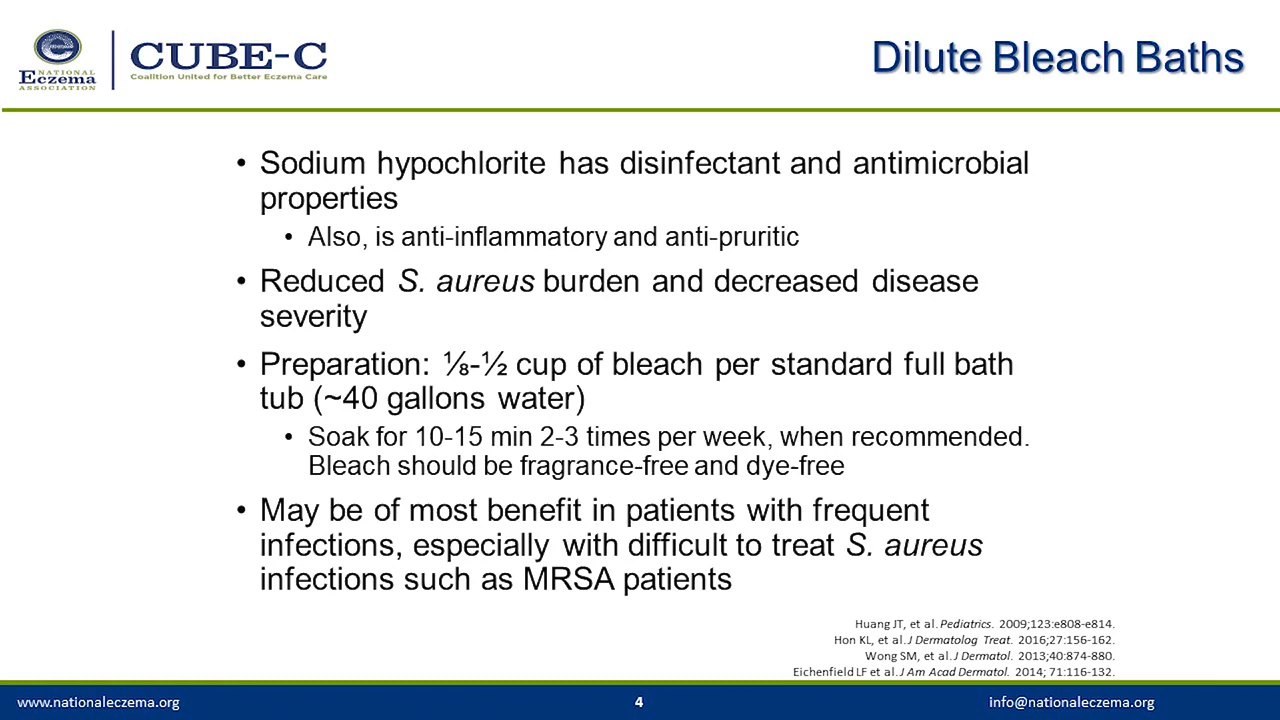 NATIONAL
Eczema
ASSOCIATION
CUBE-C
Coalition United for Better Eczema Care
Dilute Bleach Baths
• Sodium hypochlorite has disinfectant and antimicrobial
properties
• Also, is anti-inflammatory and anti-pruritic
• Reduced S. aureus burden and decreased disease
severity
• Preparation: ⅛-½ cup of bleach per standard full bath
tub (~40 gallons water)
• Soak for 10-15 min 2-3 times per week, when recommended.
Bleach should be fragrance-free and dye-free
• May be of most benefit in patients with frequent
infections, especially with difficult to treat S. aureus
infections such as MRSA patients
Huang JT, et al. Pediatrics. 2009;123:e808-e814.
Hon KL, et al. J Dermatolog Treat. 2016;27:156-162.
Wong SM, et al. J Dermatol. 2013;40:874-880.
Eichenfield LF et al. J Am Acad Dermatol. 2014; 71:116-132.
www.nationaleczema.org
4
info@nationaleczema.org